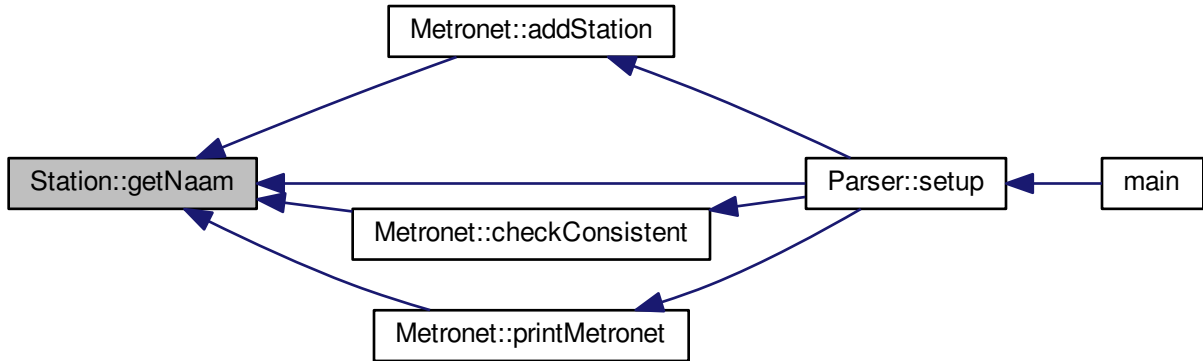 Metronet::addStation
Station::getNaam
Parser::setup
main
Metronet::checkConsistent
Metronet::printMetronet